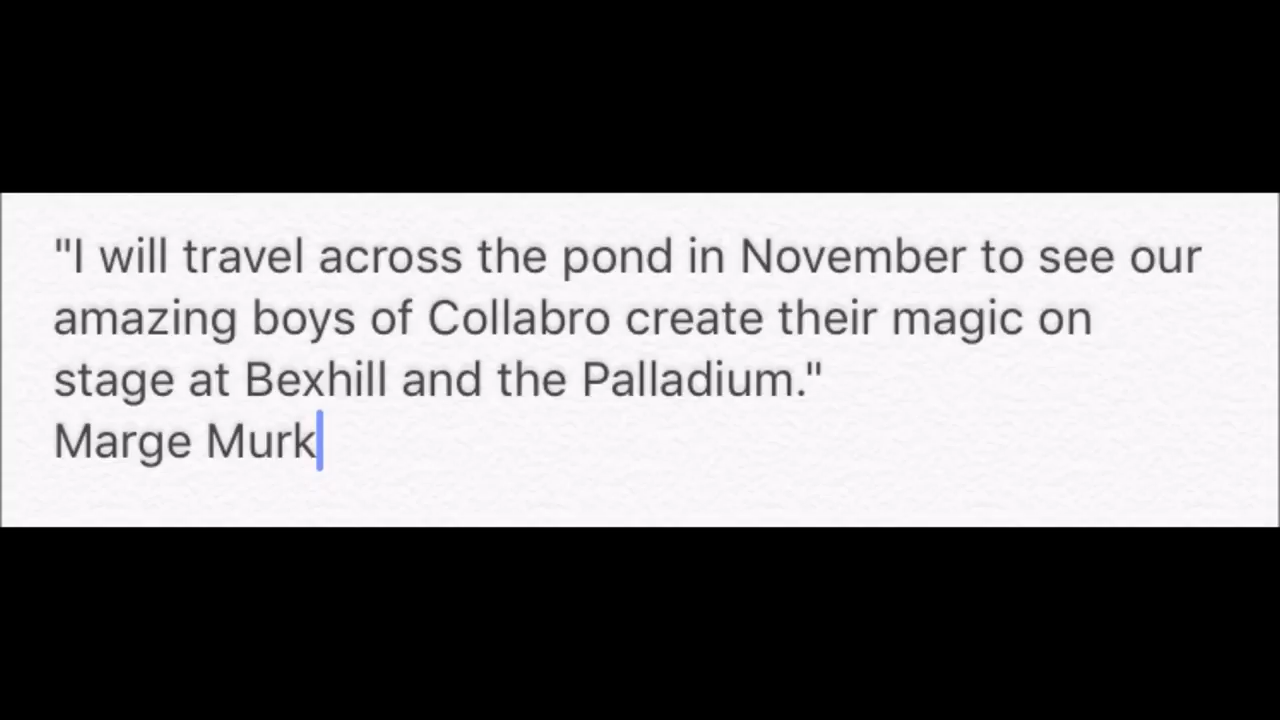 "I will travel across the pond in November to see our
amazing boys of Collabro create their magic on
stage at Bexhill and the Palladium."
Marge Murk